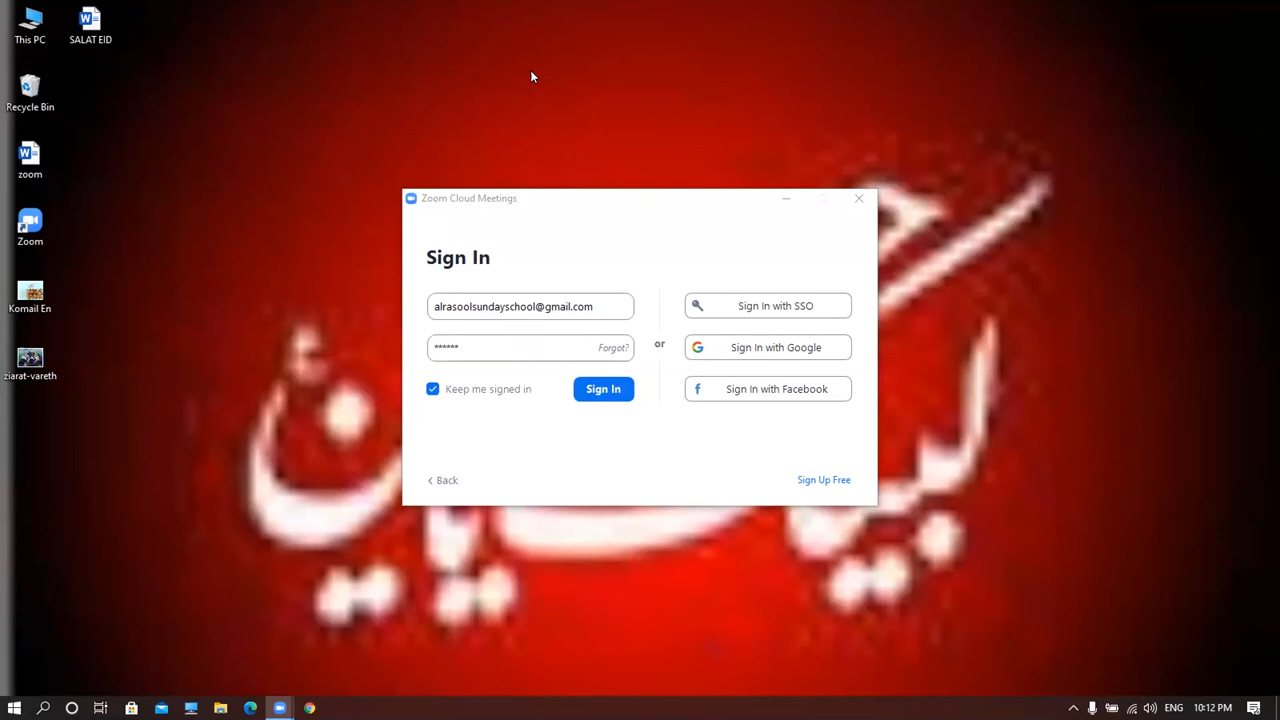 This PC
SALAT EID
Recycle Bin
zoom
Zoom
Komail En
ziarat-vareth
Zoom Cloud Meetings
Sign In
alrasoolsundayschool@gmail.com
****** Forgot?
Keep me signed in
Sign In
or
Sign In with SSO
Sign In with Google
Sign In with Facebook
Back
Sign Up Free
ENG
10:12 PM